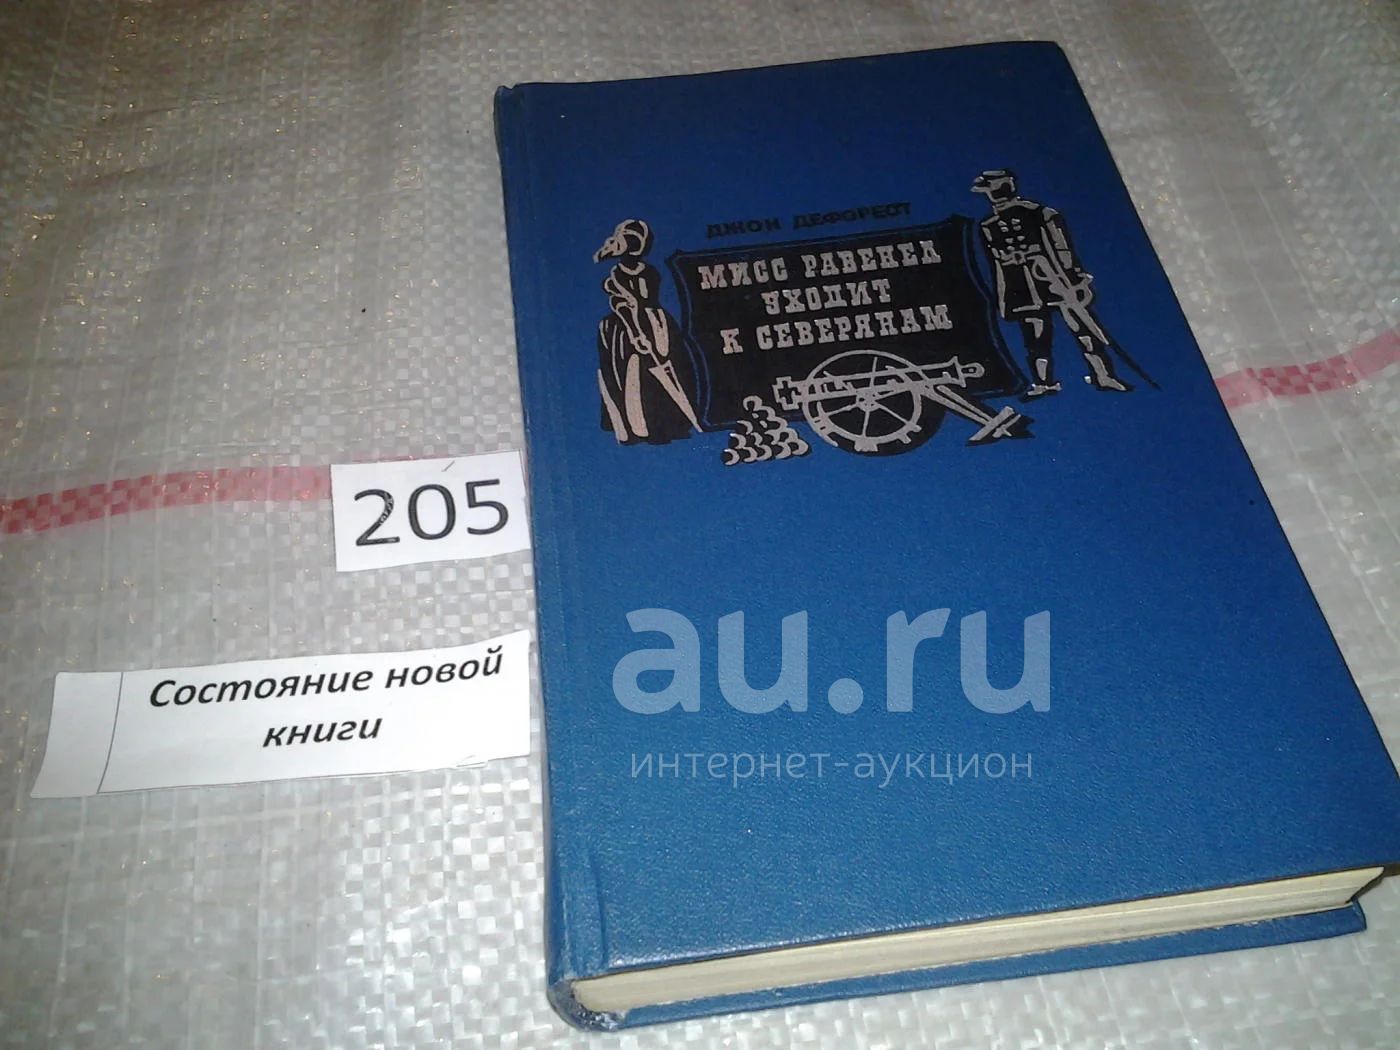 ДЖОН ДЕФОРЕСТ
МИСС РАВЕНЕЛ
УХОДИТ
К СЕВЕРЯНАМ
205
Состояние новой
книги
au.ru
интернет-аукцион